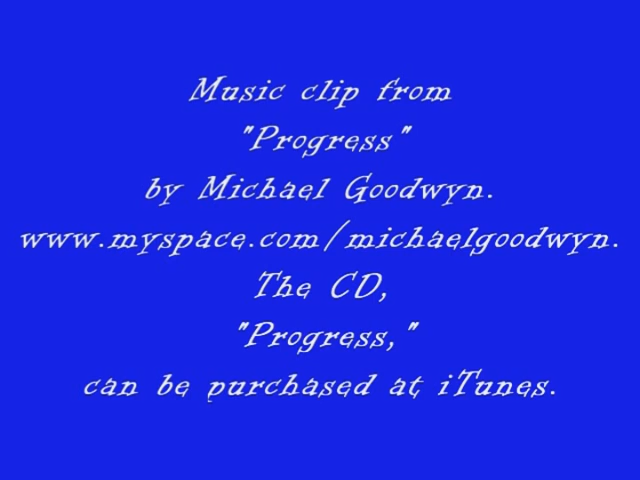 Music clip from
"Progress"
by Michael Goodwyn.
www.myspace.com/michaelgoodwyn.
The CD,
"Progress,"
can be purchased at iTunes.